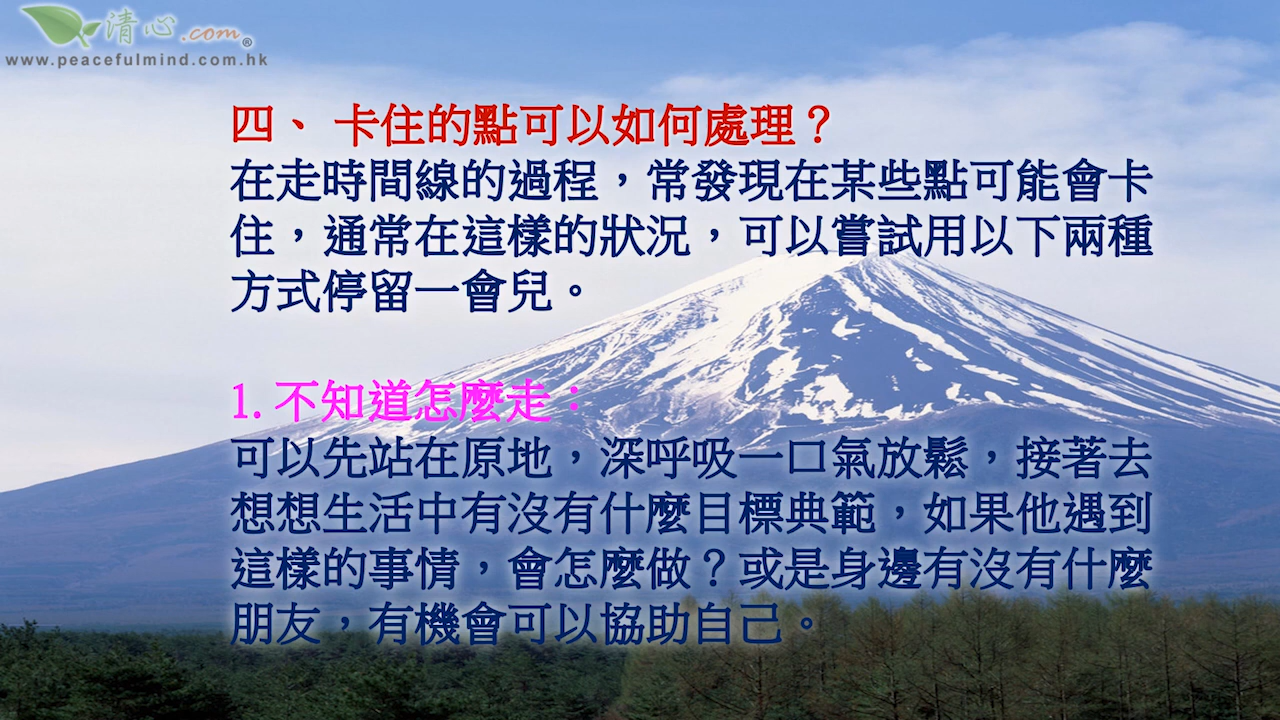 清心.com®
www.peacefulmind.com.hk
四、 卡住的點可以如何處理？
在走時間線的過程，常發現在某些點可能會卡
住，通常在這樣的狀況，可以嘗試用以下兩種
方式停留一會兒。
1. 不知道怎麼走：
可以先站在原地，深呼吸一口氣放鬆，接著去
想想生活中有沒有什麼目標典範，如果他遇到
這樣的事情，會怎麼做？或是身邊有沒有什麼
朋友，有機會可以協助自己。